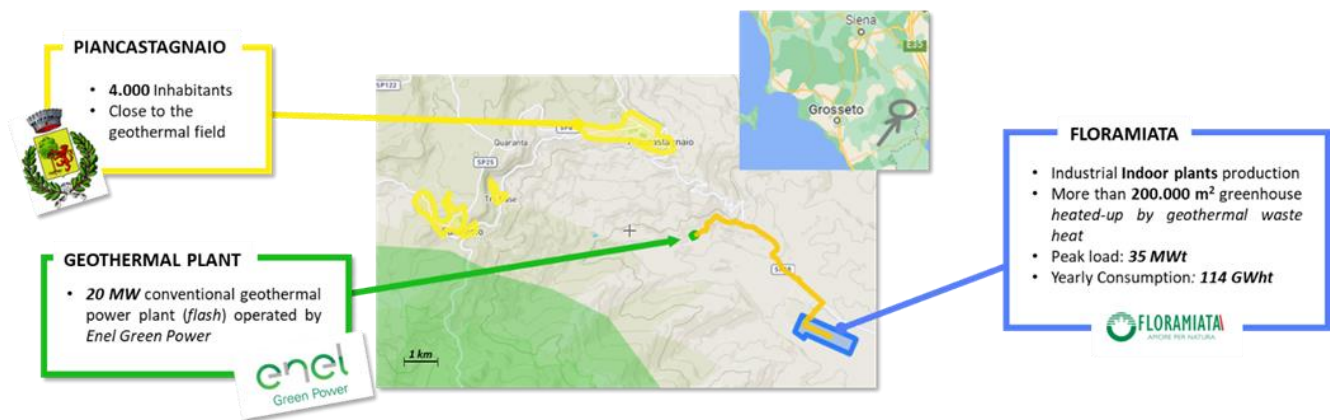 PIANCASTAGNAIO
• 4.000 Inhabitants
• Close to the
geothermal field
GEOTHERMAL PLANT
• 20 MW conventional geothermal
power plant (flash) operated by
Enel Green Power
enel
Green Power
SP122
Quaranta
SP25
1 km
Siena
E35
Grosseto
FLORAMIATA
• Industrial Indoor plants production
• More than 200.000 m² greenhouse
heated-up by geothermal waste
heat
• Peak load: 35 MWt
• Yearly Consumption: 114 GWht
FLORAMIATA
AMORE PER NATURA